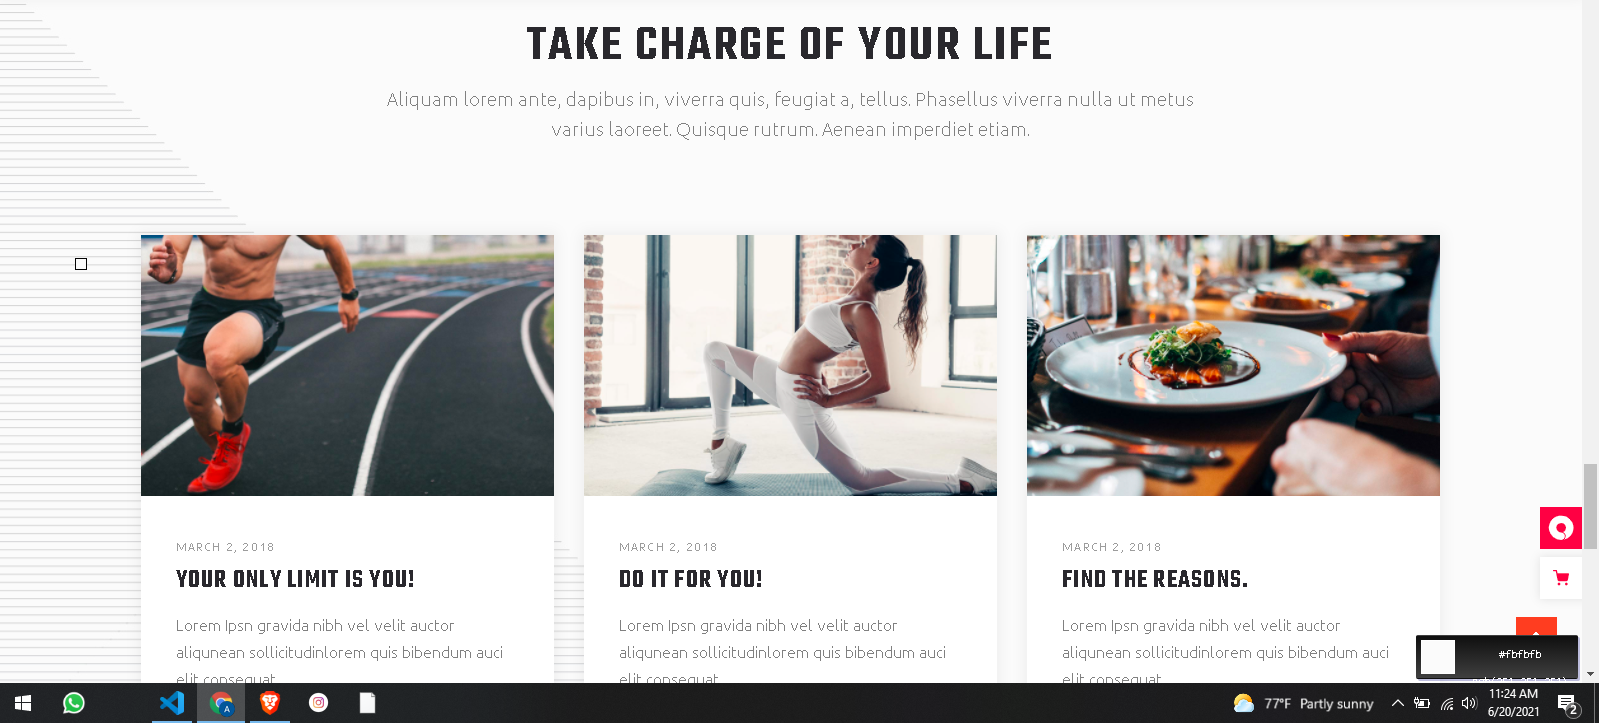 TAKE CHARGE OF YOUR LIFE
Aliquam lorem ante, dapibus in, viverra quis, feugiat a, tellus. Phasellus viverra nulla ut metus
varius laoreet. Quisque rutrum. Aenean imperdiet etiam.
MARCH 2, 2018
YOUR ONLY LIMIT IS YOU!
Lorem Ipsn gravida nibh vel velit auctor
aliqunean sollicitudinlorem quis bibendum auci
elit consequat
MARCH 2, 2018
DO IT FOR YOU!
Lorem Ipsn gravida nibh vel velit auctor
aliqunean sollicitudinlorem quis bibendum auci
elit consequat
MARCH 2, 2018
FIND THE REASONS.
Lorem Ipsn gravida nibh vel velit auctor
aliqunean sollicitudinlorem quis bibendum auci
elit consequat
#fbfbfb
A
77°F Partly sunny
11:24 AM
6/20/2021
2